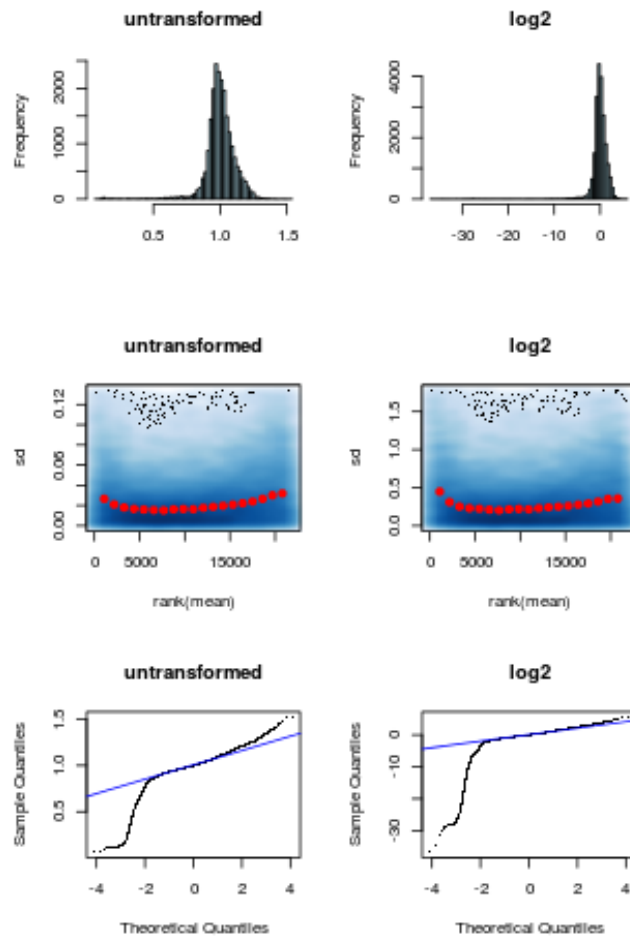 untransformed
Frequency
0 1000 2000
0.5 1.0 1.5
log2
Frequency
0 2000 4000
-30 -20 -10 0
untransformed
sd
0.00 0.06 0.12
0 5000 15000
rank(mean)
log2
sd
0.0 0.5 1.0 1.5
0 5000 15000
rank(mean)
untransformed
Sample Quantiles
0.5 1.0 1.5
-4 -2 0 2 4
Theoretical Quantiles
log2
Sample Quantiles
-30 -10 0
-4 -2 0 2 4
Theoretical Quantiles